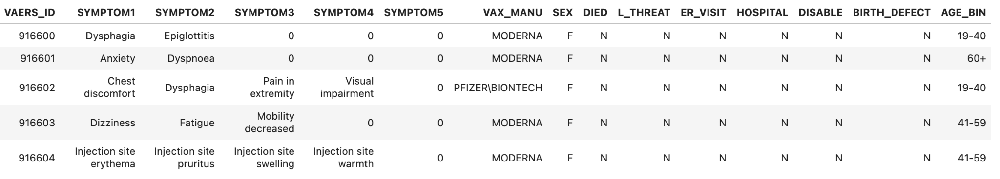 VAERS_ID SYMPTOM1 SYMPTOM2 SYMPTOM3 SYMPTOM4 SYMPTOM5 VAX_MANU SEX DIED L_THREAT ER_VISIT HOSPITAL DISABLE BIRTH_DEFECT AGE_BIN
916600 Dysphagia Epiglottitis 0 0 0 MODERNA F N N N N N N 19-40
916601 Anxiety Dyspnoea 0 0 0 MODERNA F N N N N N N 60+
916602 Chest discomfort Dysphagia Pain in extremity Visual impairment 0 PFIZER\BIONTECH F N N N N N N 19-40
916603 Dizziness Fatigue Mobility decreased 0 0 MODERNA F N N N N N N 41-59
916604 Injection site erythema Injection site pruritus Injection site swelling Injection site warmth 0 MODERNA F N N N N N N 41-59